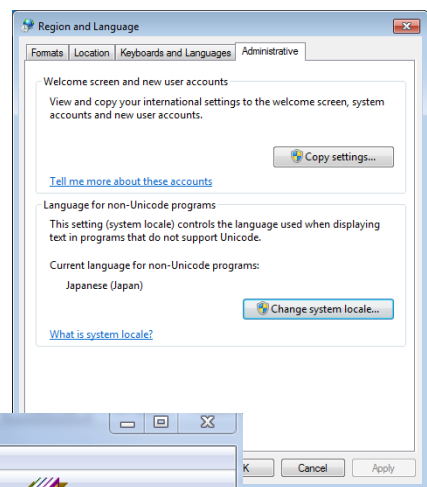 Region and Language
Formats Location Keyboards and Languages Administrative
Welcome screen and new user accounts
View and copy your international settings to the welcome screen, system
accounts and new user accounts.
Copy settings...
Tell me more about these accounts
Language for non-Unicode programs
This setting (system locale) controls the language used when displaying
text in programs that do not support Unicode.
Current language for non-Unicode programs:
Japanese (Japan)
Change system locale...
What is system locale?
K Cancel Apply